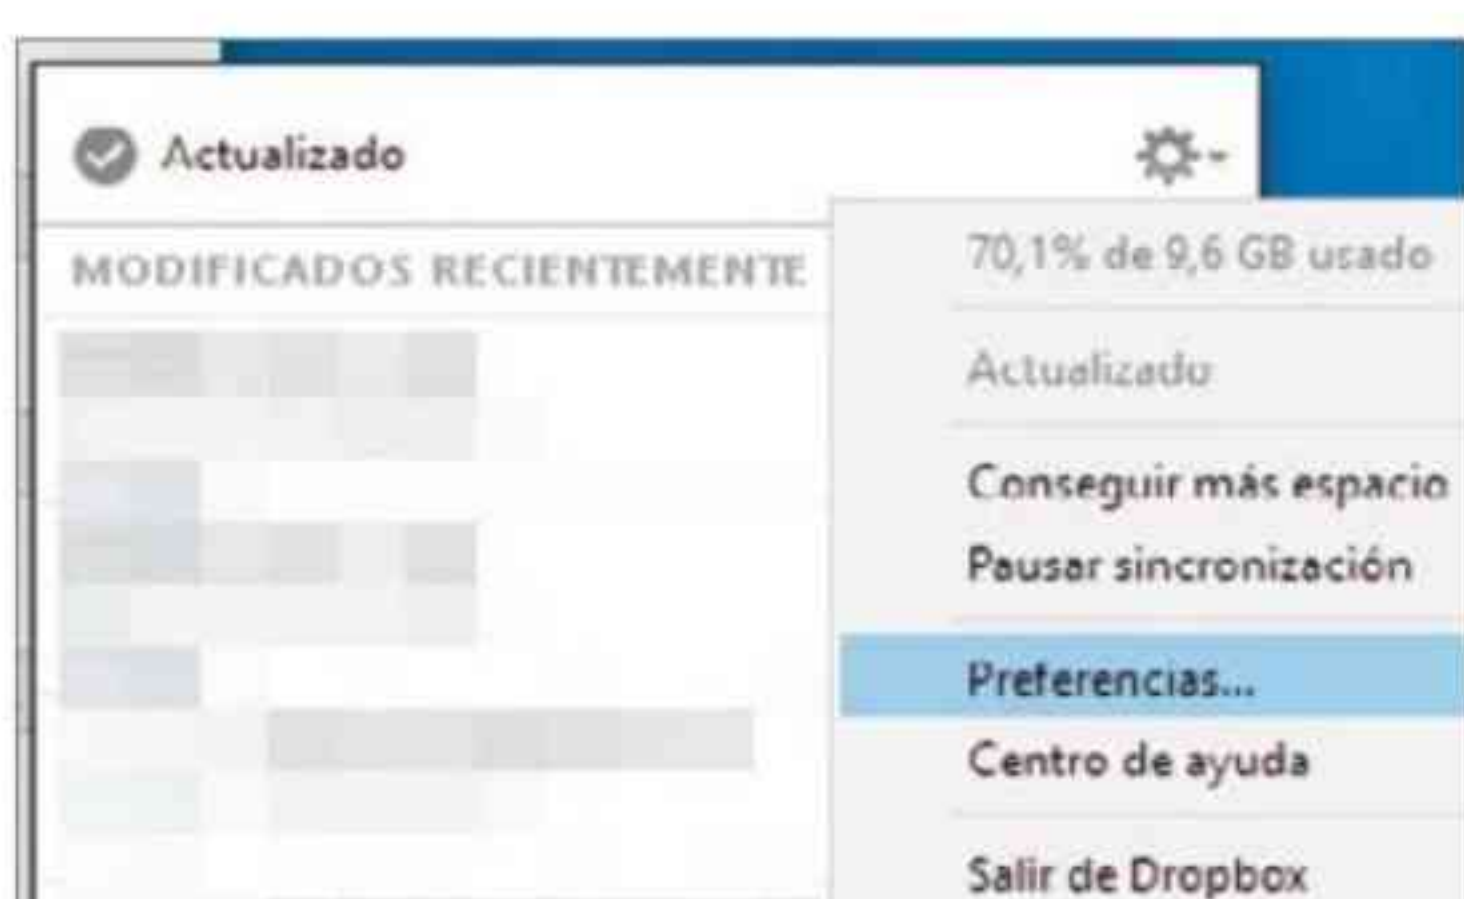 Actualizado
MODIFICADOS RECIENTEMENTE
70,1% de 9,6 GB usado
Actualizado
Conseguir más espacio
Pausar sincronización
Preferencias...
Centro de ayuda
Salir de Dropbox